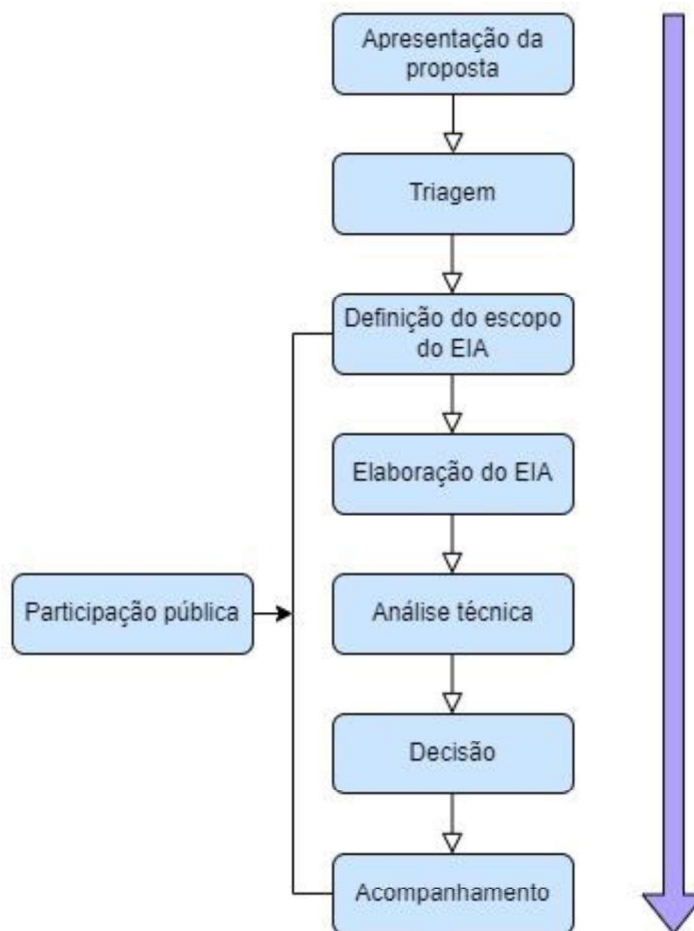 Apresentação da
proposta
Triagem
Definição do escopo
do EIA
Elaboração do EIA
Participação pública
Análise técnica
Decisão
Acompanhamento